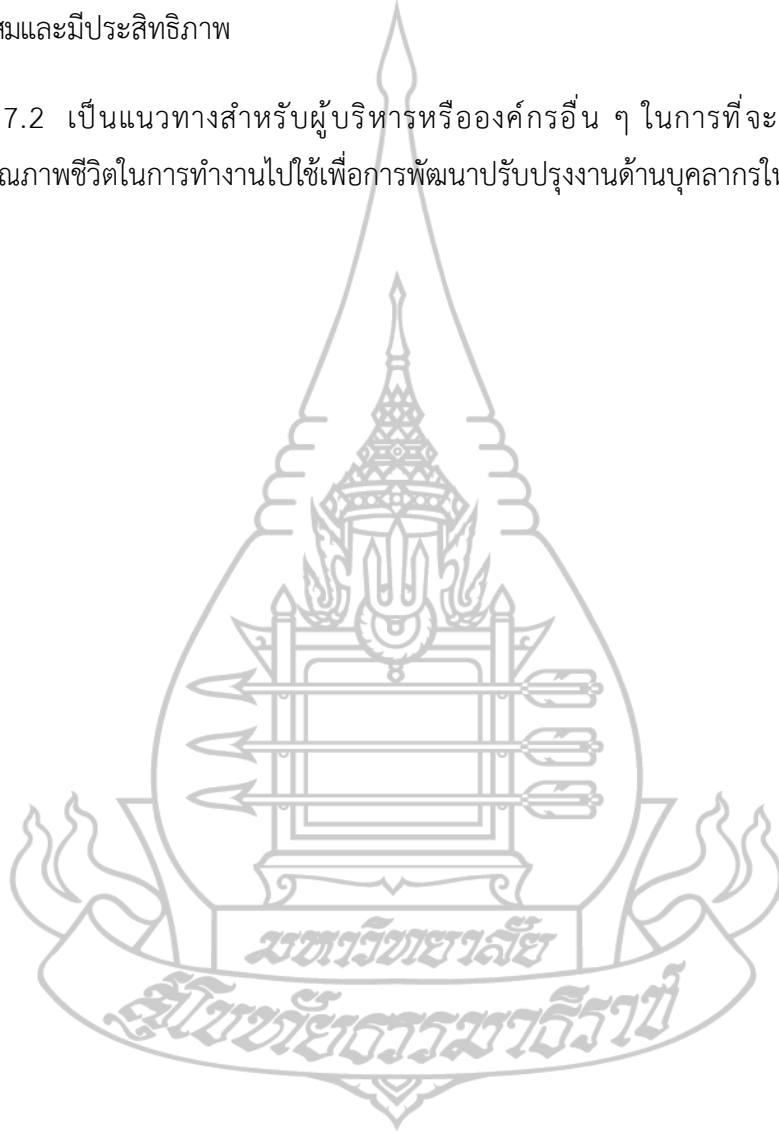 สมและมีประสิทธิภาพ
7.2 เป็นแนวทางสำหรับผู้บริหารหรือองค์กรอื่น ๆ ในการที่จะ
ณภาพชีวิตในการทำงานไปใช้เพื่อการพัฒนาปรับปรุงงานด้านบุคลากรใน
มหาวิทยาลัย
สุโขทัยธรรมาธิราช